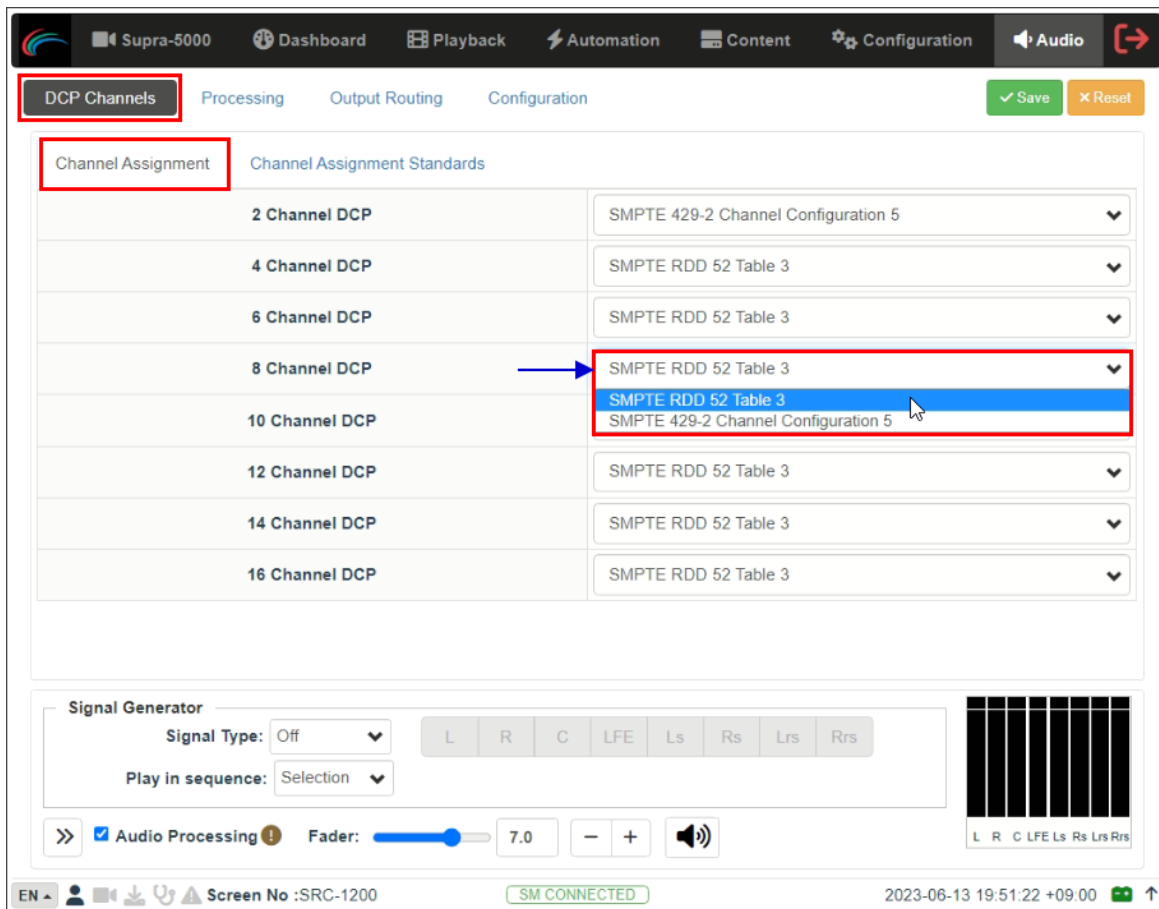 Supra-5000 Dashboard Playback Automation Content Configuration Audio
DCP Channels Processing Output Routing Configuration Save Reset
Channel Assignment Channel Assignment Standards
2 Channel DCP SMPTE 429-2 Channel Configuration 5
4 Channel DCP SMPTE RDD 52 Table 3
6 Channel DCP SMPTE RDD 52 Table 3
8 Channel DCP SMPTE RDD 52 Table 3
SMPTE RDD 52 Table 3
10 Channel DCP SMPTE 429-2 Channel Configuration 5
12 Channel DCP SMPTE RDD 52 Table 3
14 Channel DCP SMPTE RDD 52 Table 3
16 Channel DCP SMPTE RDD 52 Table 3
Signal Generator
Signal Type: Off L R C LFE Ls Rs Lrs Rrs
Play in sequence: Selection
Audio Processing Fader: 7.0 − +
L R C LFE Ls Rs Lrs Rrs
EN Screen No :SRC-1200 SM CONNECTED 2023-06-13 19:51:22 +09:00